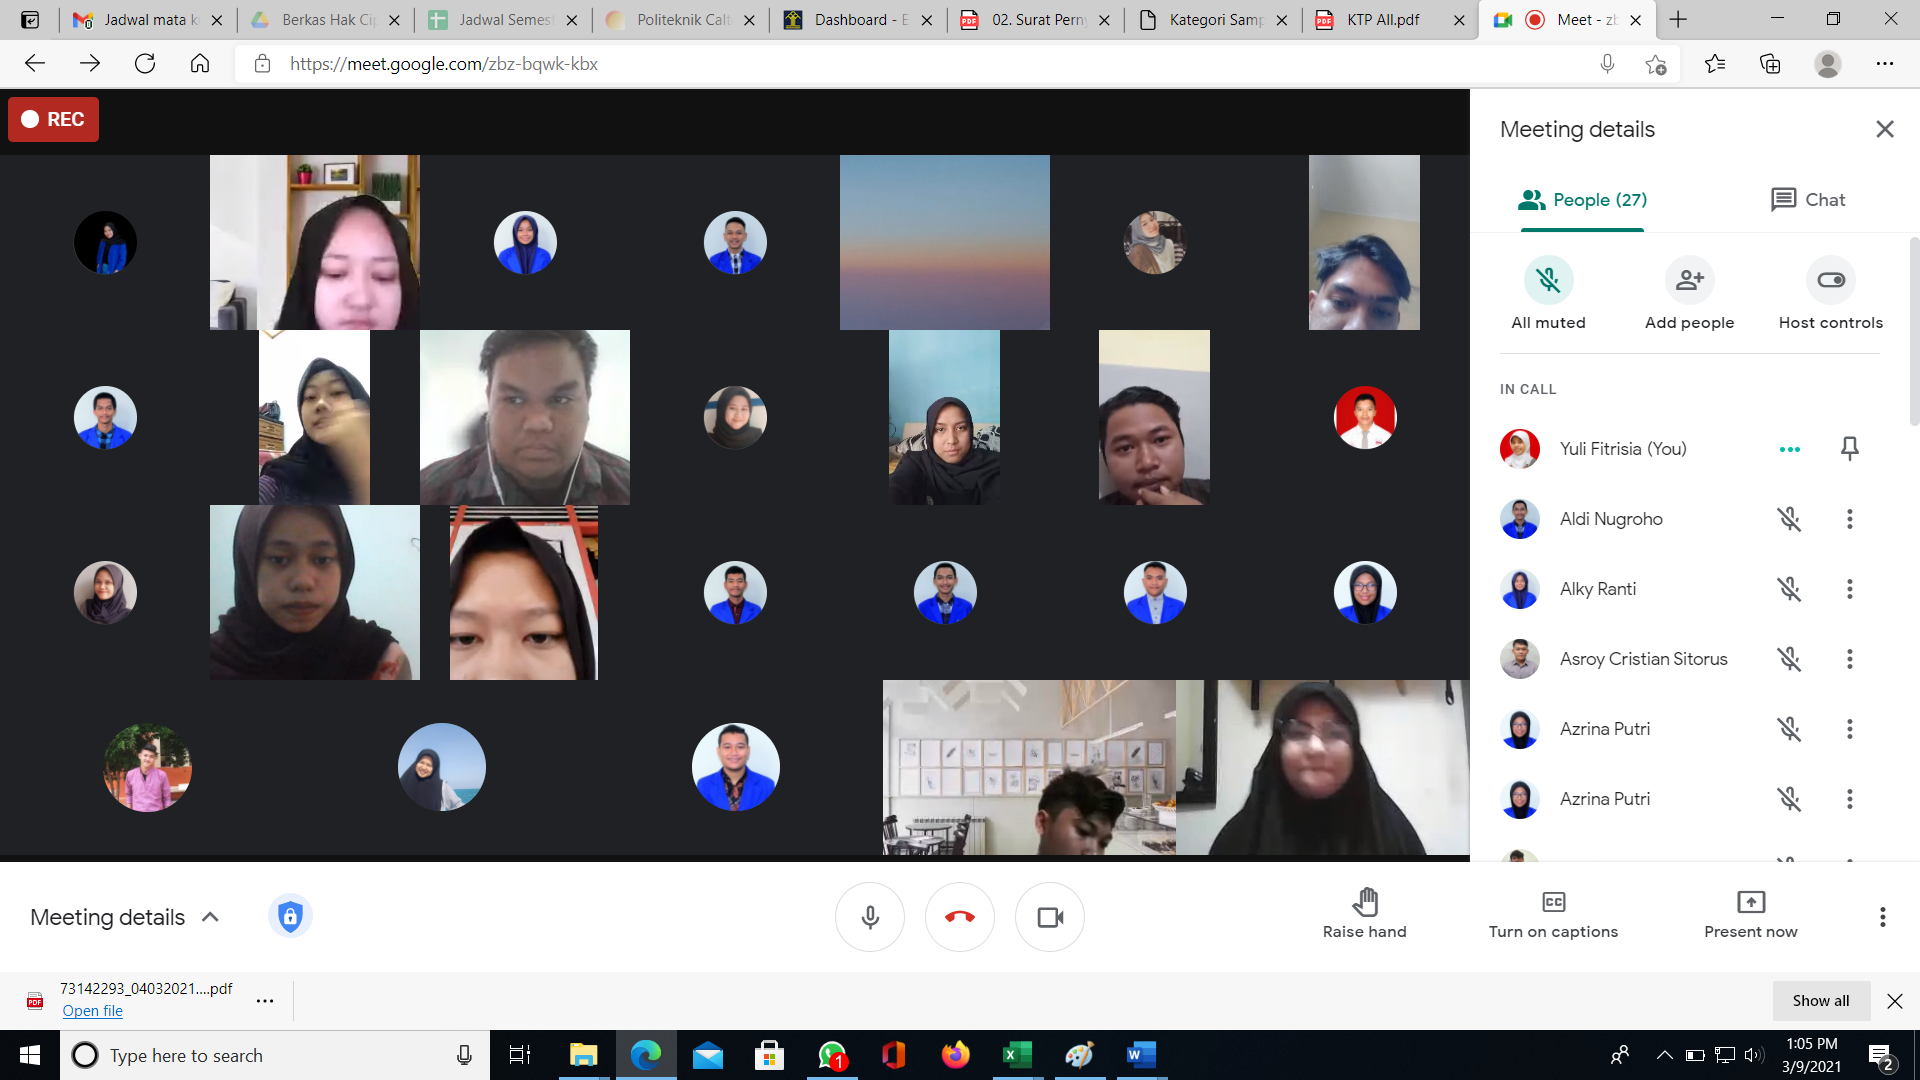 Jadwal mata k
Berkas Hak Cip
Jadwal Semest
Politeknik Calt
Dashboard - E
02. Surat Perny
Kategori Samp
KTP All.pdf
Meet - zb
https://meet.google.com/zbz-bqwk-kbx
REC
Meeting details
People (27)
Chat
All muted
Add people
Host controls
IN CALL
Yuli Fitrisia (You)
Aldi Nugroho
Alky Ranti
Asroy Cristian Sitorus
Azrina Putri
Azrina Putri
Meeting details
Raise hand
CC
Turn on captions
Present now
73142293_04032021....pdf
Open file
Show all
Type here to search
1
1:05 PM
3/9/2021
2